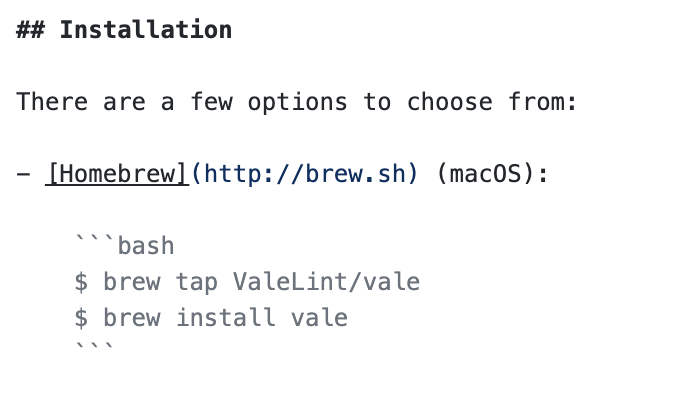 ## Installation
There are a few options to choose from:
- [Homebrew](http://brew.sh) (macOS):
```bash
$ brew tap ValeLint/vale
$ brew install vale
```